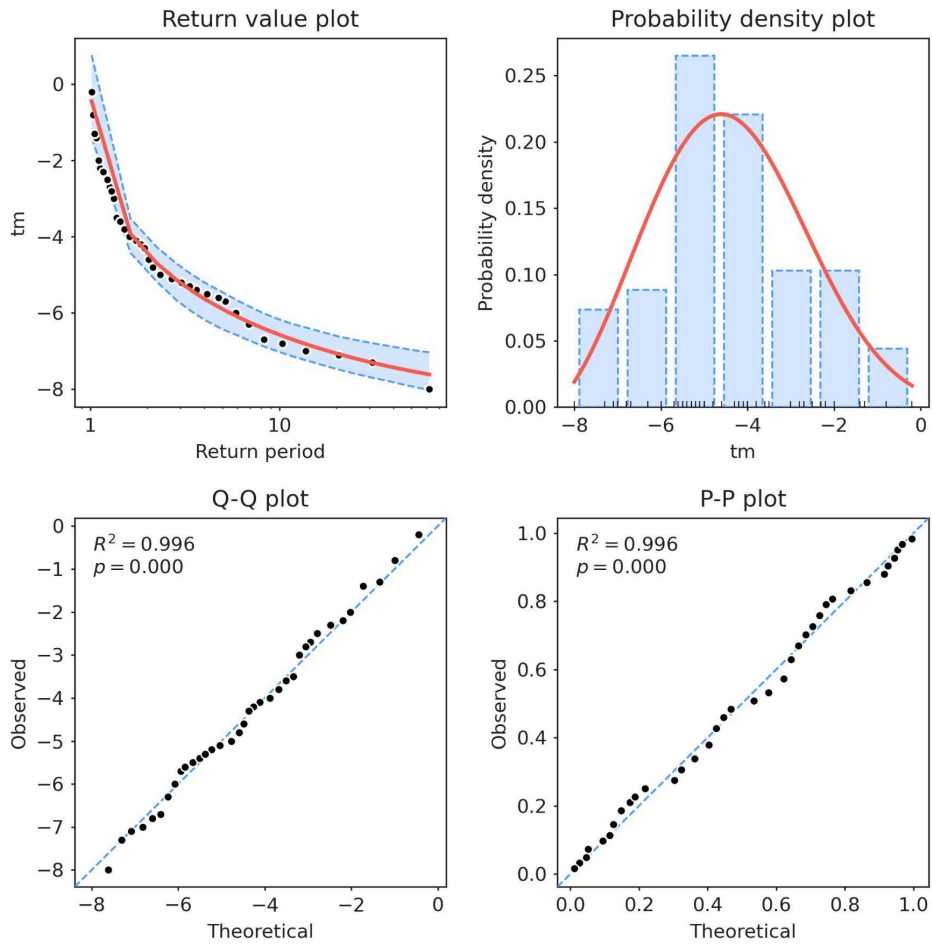 Return value plot
0
−2
−4
−6
−8
tm
1
10
Return period
Probability density plot
0.25
0.20
0.15
0.10
0.05
0.00
Probability density
−8
−6
−4
−2
0
tm
Q-Q plot
R² = 0.996
p = 0.000
0
−1
−2
−3
−4
−5
−6
−7
−8
Observed
−8
−6
−4
−2
0
Theoretical
P-P plot
R² = 0.996
p = 0.000
1.0
0.8
0.6
0.4
0.2
0.0
Observed
0.0
0.2
0.4
0.6
0.8
1.0
Theoretical